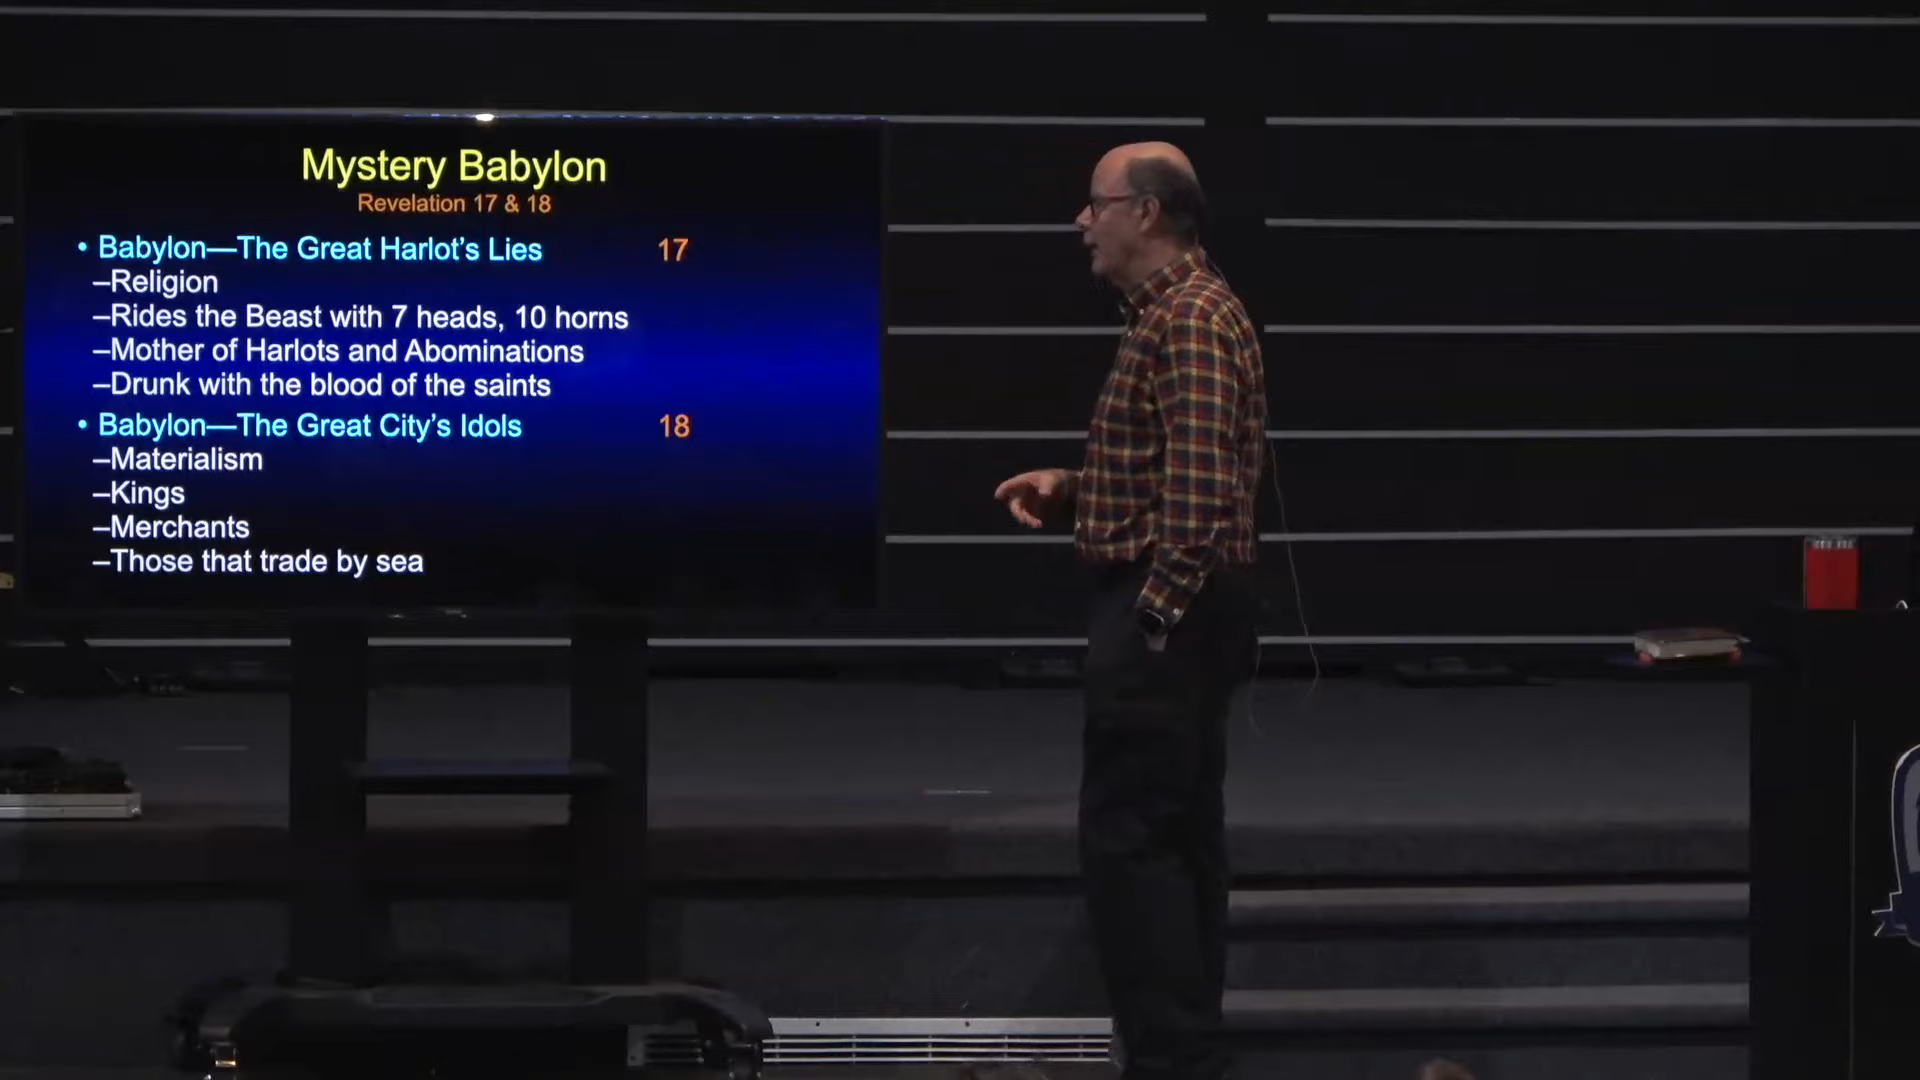 Mystery Babylon
Revelation 17 & 18
• Babylon—The Great Harlot’s Lies 17
–Religion
–Rides the Beast with 7 heads, 10 horns
–Mother of Harlots and Abominations
–Drunk with the blood of the saints
• Babylon—The Great City’s Idols 18
–Materialism
–Kings
–Merchants
–Those that trade by sea